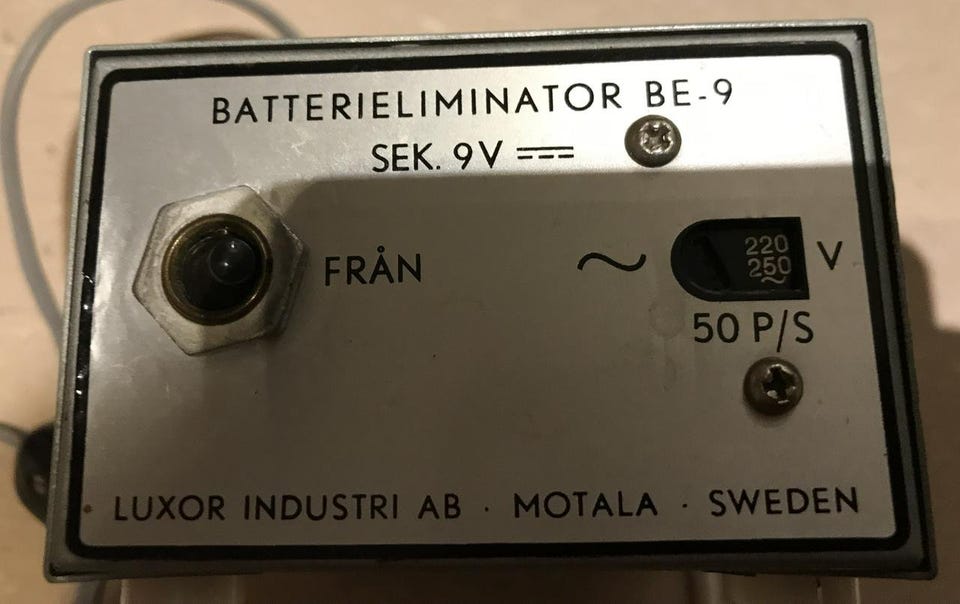 BATTERIELIMINATOR BE-9
SEK. 9V ⎓
FRÅN
~ 220 V
250
~
50 P/S
LUXOR INDUSTRI AB · MOTALA · SWEDEN